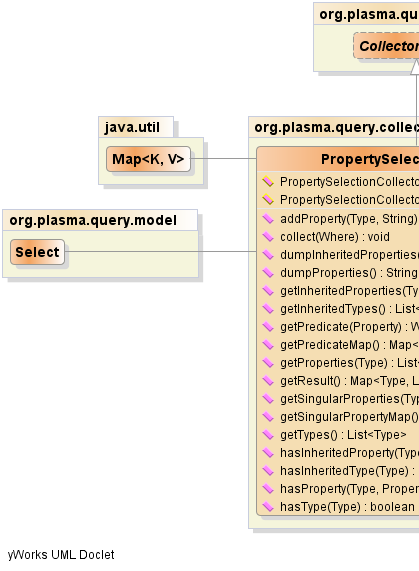 org.plasma.qu
Collector
java.util
Map<K, V>
org.plasma.query.collec
PropertySelec
PropertySelectionCollecto
PropertySelectionCollecto
addProperty(Type, String)
collect(Where) : void
dumpInheritedProperties(
dumpProperties() : String
getInheritedProperties(Ty
getInheritedTypes() : List<
getPredicate(Property) : W
getPredicateMap() : Map<
getProperties(Type) : List<
getResult() : Map<Type, L
getSingularProperties(Typ
getSingularPropertyMap()
getTypes() : List<Type>
hasInheritedProperty(Type
hasInheritedType(Type) :
hasProperty(Type, Proper
hasType(Type) : boolean
org.plasma.query.model
Select
yWorks UML Doclet